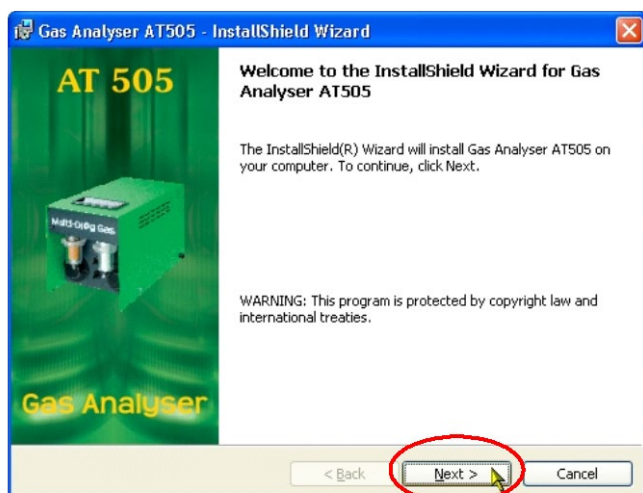 Gas Analyser AT505 - InstallShield Wizard
AT 505
Welcome to the InstallShield Wizard for Gas
Analyser AT505
The InstallShield(R) Wizard will install Gas Analyser AT505 on
your computer. To continue, click Next.
WARNING: This program is protected by copyright law and
international treaties.
Gas Analyser
< Back
Next >
Cancel